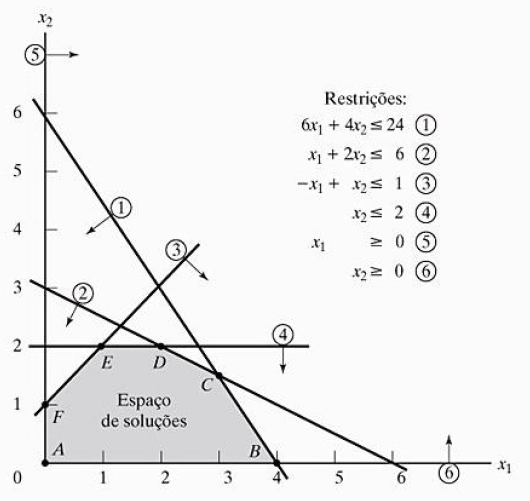 x₂
⑤
6
5
4
3
2
1
0
Restrições:
6x₁ + 4x₂ ≤ 24 ①
x₁ + 2x₂ ≤ 6 ②
−x₁ + x₂ ≤ 1 ③
x₂ ≤ 2 ④
x₁ ≥ 0 ⑤
x₂ ≥ 0 ⑥
①
③
②
④
E
D
C
F
A
B
Espaço
de soluções
1 2 3 4 5 6
⑥
x₁